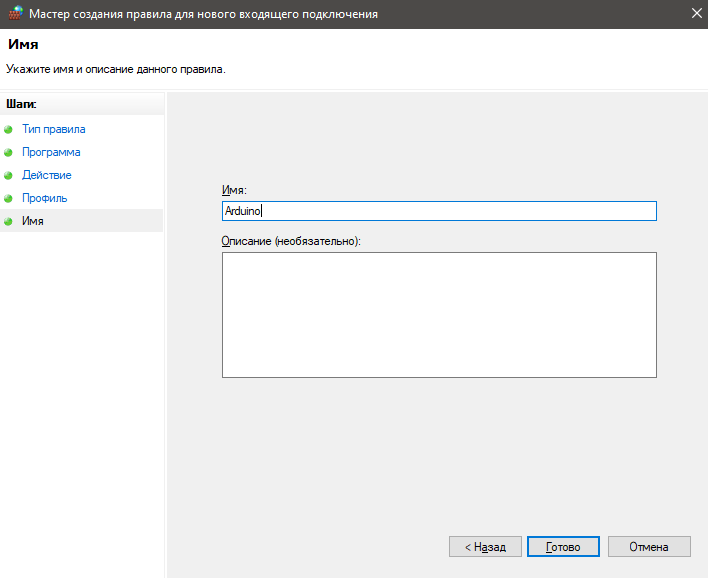 Мастер создания правила для нового входящего подключения
Имя
Укажите имя и описание данного правила.
Шаги:
Тип правила
Программа
Действие
Профиль
Имя
Имя:
Arduino
Описание (необязательно):
< Назад
Готово
Отмена